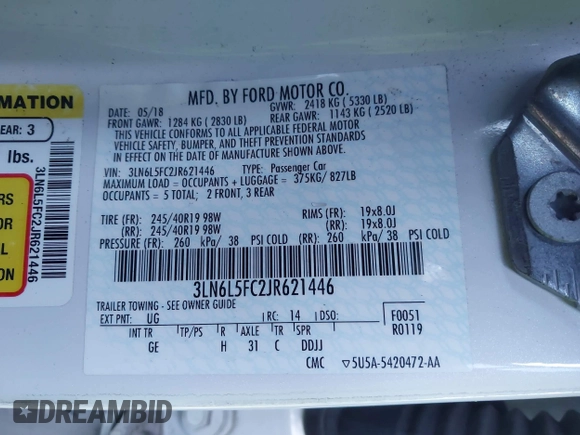 MFD. BY FORD MOTOR CO.
DATE: 05/18 GVWR: 2418 KG ( 5330 LB)
FRONT GAWR: 1284 KG ( 2830 LB) REAR GAWR: 1143 KG ( 2520 LB)
THIS VEHICLE CONFORMS TO ALL APPLICABLE FEDERAL MOTOR
VEHICLE SAFETY, BUMPER, & THEFT PREVENTION STANDARDS
IN EFFECT ON THE DATE OF MANUFACTURE SHOWN ABOVE.
VIN: 3LN6L5FC2JR621446 TYPE: Passenger Car
MAXIMUM LOAD = OCCUPANTS + LUGGAGE = 375KG/ 827LB
OCCUPANTS = 5 TOTAL; 2 FRONT, 3 REAR
TIRE (FR): 245/40R19 98W RIMS (FR): 19x8.0J
(RR): 245/40R19 98W (RR): 19x8.0J
PRESSURE (FR): 260 kPa/ 38 PSI COLD (RR): 260 kPa/ 38 PSI COLD
3LN6L5FC2JR621446
TRAILER TOWING - SEE OWNER GUIDE
EXT PNT: UG RC: 14 DSO: F0051
R0119
INT TR TP/PS R AXLE TR SPR
GE H 31 C DDJJ
CMC ▽5U5A-5420472-AA
RMATION
EAR: 3
lbs.
3LN6L5FC2JR621446
RS
OR
L
ION
DREAMBID